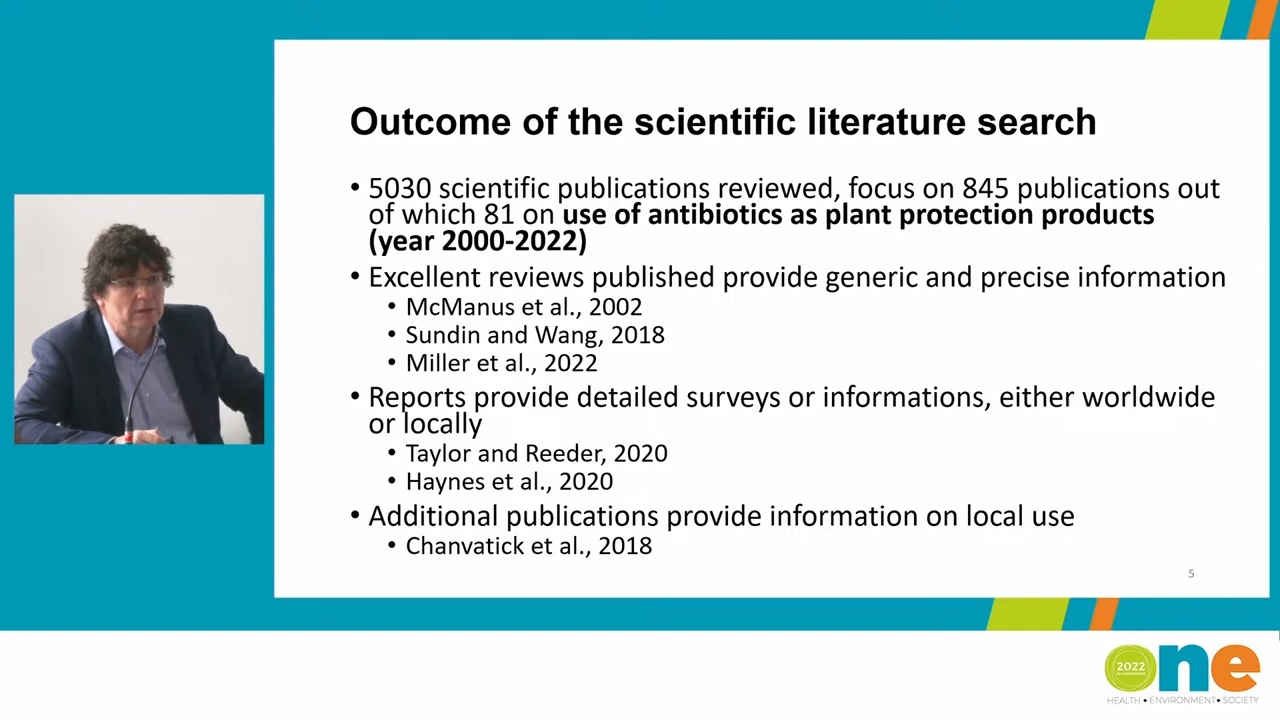 Outcome of the scientific literature search
• 5030 scientific publications reviewed, focus on 845 publications out
of which 81 on use of antibiotics as plant protection products
(year 2000-2022)
• Excellent reviews published provide generic and precise information
• McManus et al., 2002
• Sundin and Wang, 2018
• Miller et al., 2022
• Reports provide detailed surveys or informations, either worldwide
or locally
• Taylor and Reeder, 2020
• Haynes et al., 2020
• Additional publications provide information on local use
• Chanvatick et al., 2018
5
2022
one
HEALTH • ENVIRONMENT • SOCIETY